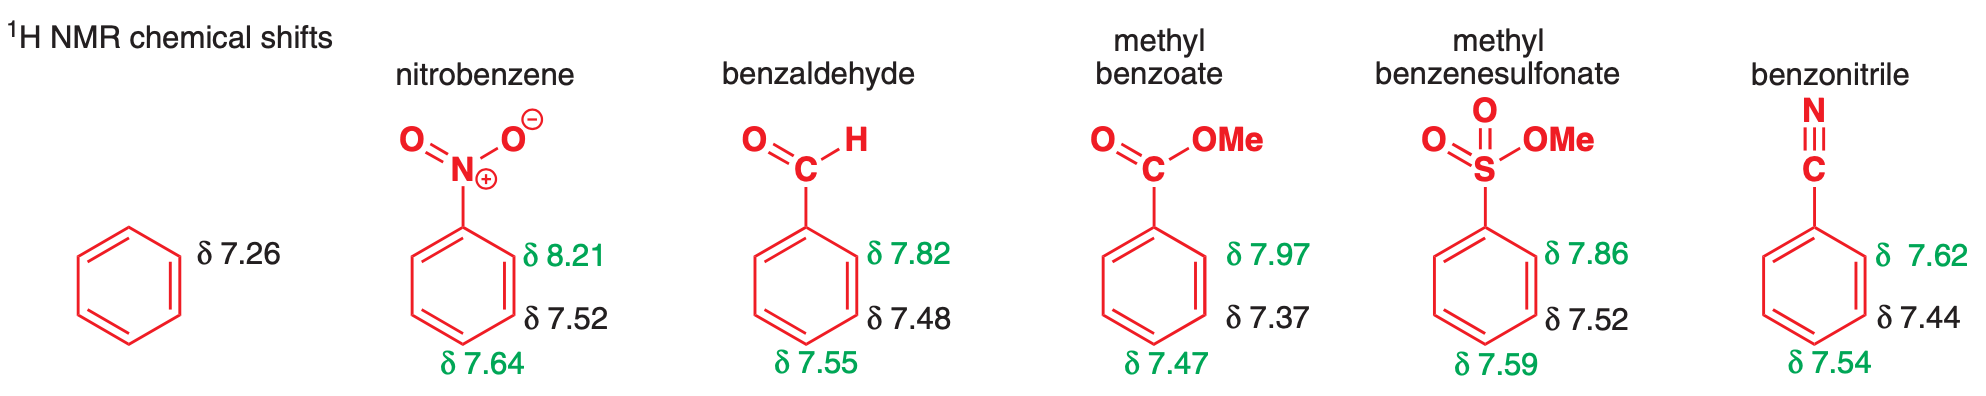 ¹H NMR chemical shifts
δ 7.26
nitrobenzene
O
O⊖
N⊕
δ 8.21
δ 7.52
δ 7.64
benzaldehyde
O
H
C
δ 7.82
δ 7.48
δ 7.55
methyl
benzoate
O
OMe
C
δ 7.97
δ 7.37
δ 7.47
methyl
benzenesulfonate
O
O
OMe
S
δ 7.86
δ 7.52
δ 7.59
benzonitrile
N
C
δ 7.62
δ 7.44
δ 7.54